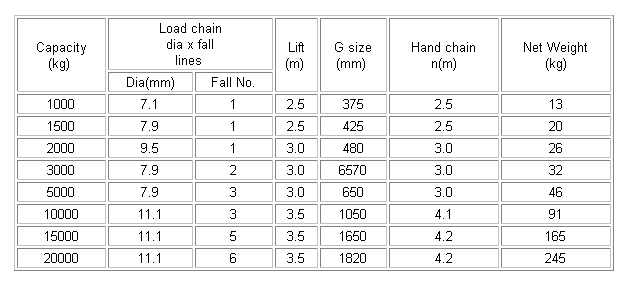 Capacity (kg) Load chain dia x fall lines Lift (m) G size (mm) Hand chain n(m) Net Weight (kg)
Dia(mm) Fall No.
1000 7.1 1 2.5 375 2.5 13
1500 7.9 1 2.5 425 2.5 20
2000 9.5 1 3.0 480 3.0 26
3000 7.9 2 3.0 6570 3.0 32
5000 7.9 3 3.0 650 3.0 46
10000 11.1 3 3.5 1050 4.1 91
15000 11.1 5 3.5 1650 4.2 165
20000 11.1 6 3.5 1820 4.2 245